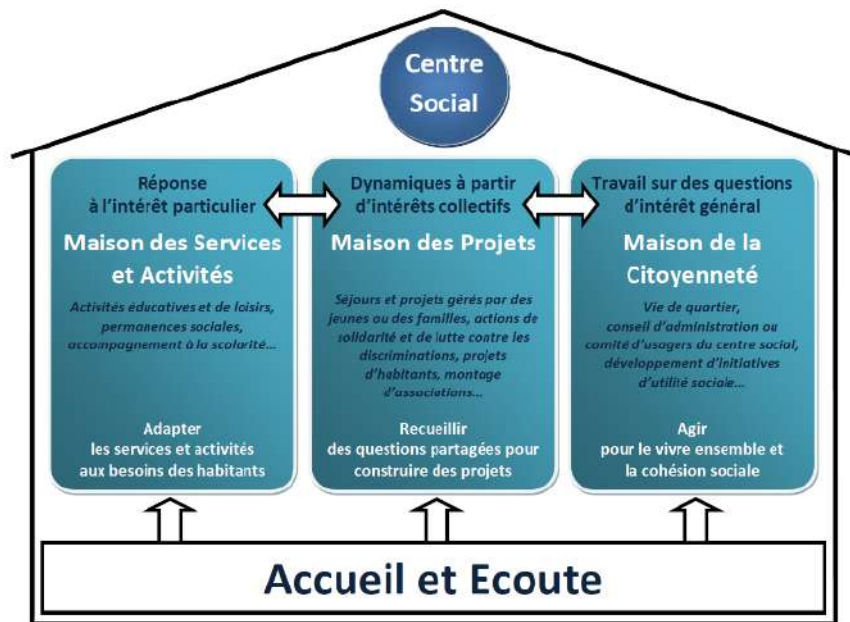 Centre
Social
Réponse
à l'intérêt particulier
Maison des Services
et Activités
Activités éducatives et de loisirs,
permanences sociales,
accompagnement à la scolarité...
Adapter
les services et activités
aux besoins des habitants
Dynamiques à partir
d'intérêts collectifs
Maison des Projets
Séjours et projets gérés par des
jeunes ou des familles, actions de
solidarité et de lutte contre les
discriminations, projets
d'habitants, montage
d'associations...
Recueillir
des questions partagées pour
construire des projets
Travail sur des questions
d'intérêt général
Maison de la
Citoyenneté
Vie de quartier,
conseil d'administration ou
comité d'usagers du centre social,
développement d'initiatives
d'utilité sociale...
Agir
pour le vivre ensemble et
la cohésion sociale
Accueil et Ecoute